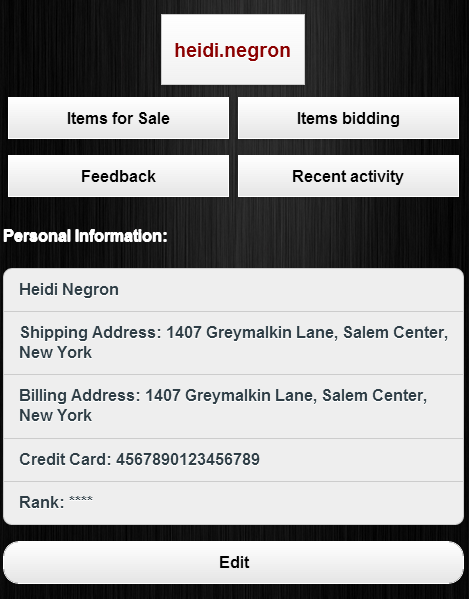 heidi.negron
Items for Sale
Items bidding
Feedback
Recent activity
Personal Information:
Heidi Negron
Shipping Address: 1407 Greymalkin Lane, Salem Center,
New York
Billing Address: 1407 Greymalkin Lane, Salem Center,
New York
Credit Card: 4567890123456789
Rank: ****
Edit